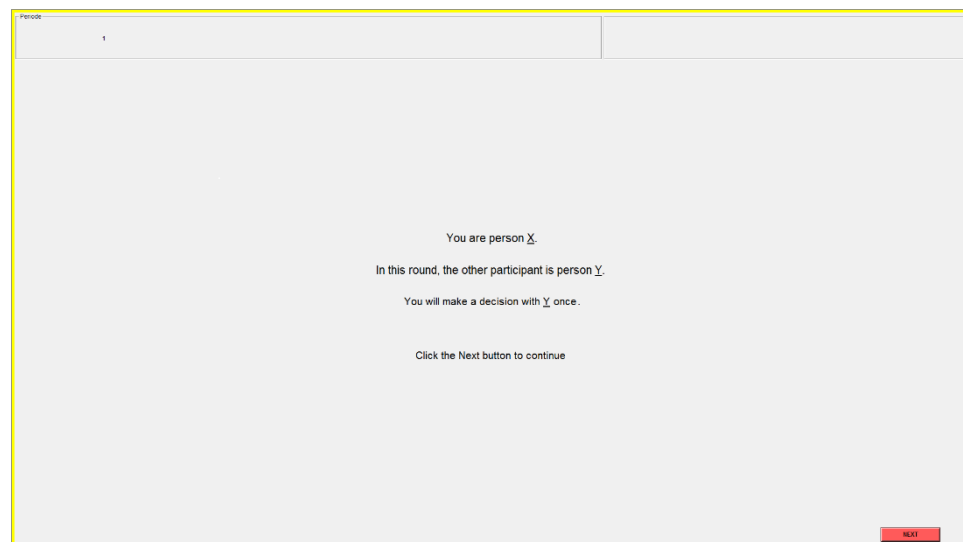 Periode
1
You are person X.
In this round, the other participant is person Y.
You will make a decision with Y once.
Click the Next button to continue
NEXT